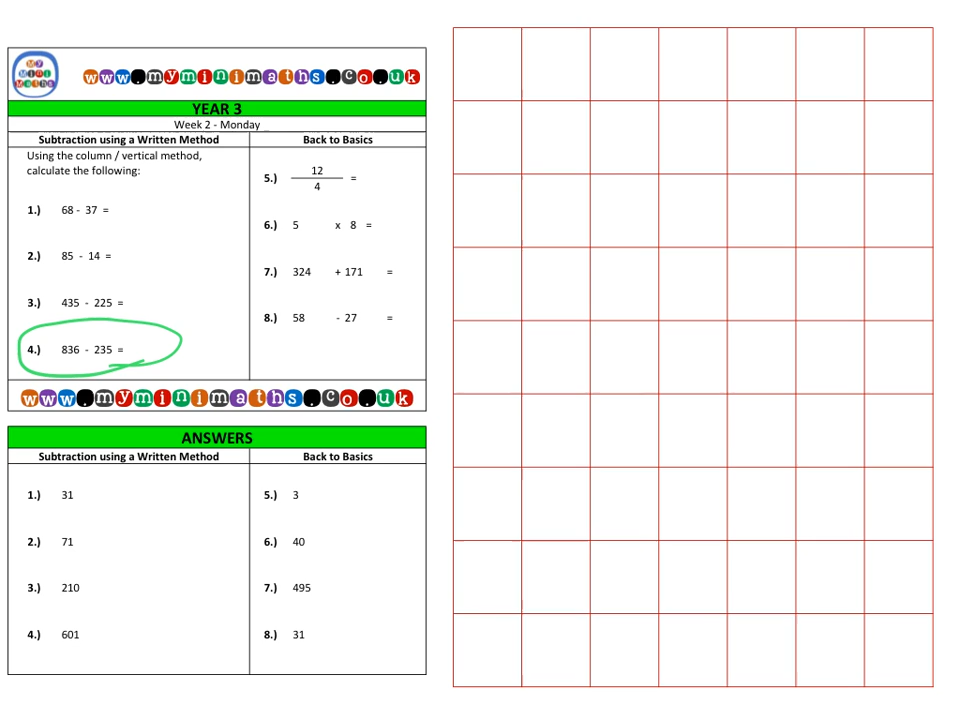 My
Mini
Maths
www.myminimaths.co.uk
YEAR 3
Week 2 - Monday
Subtraction using a Written Method
Back to Basics
Using the column / vertical method,
calculate the following:
1.) 68 - 37 =
2.) 85 - 14 =
3.) 435 - 225 =
4.) 836 - 235 =
5.) 12
4 =
6.) 5 x 8 =
7.) 324 + 171 =
8.) 58 - 27 =
www.myminimaths.co.uk
ANSWERS
Subtraction using a Written Method
Back to Basics
1.) 31
2.) 71
3.) 210
4.) 601
5.) 3
6.) 40
7.) 495
8.) 31